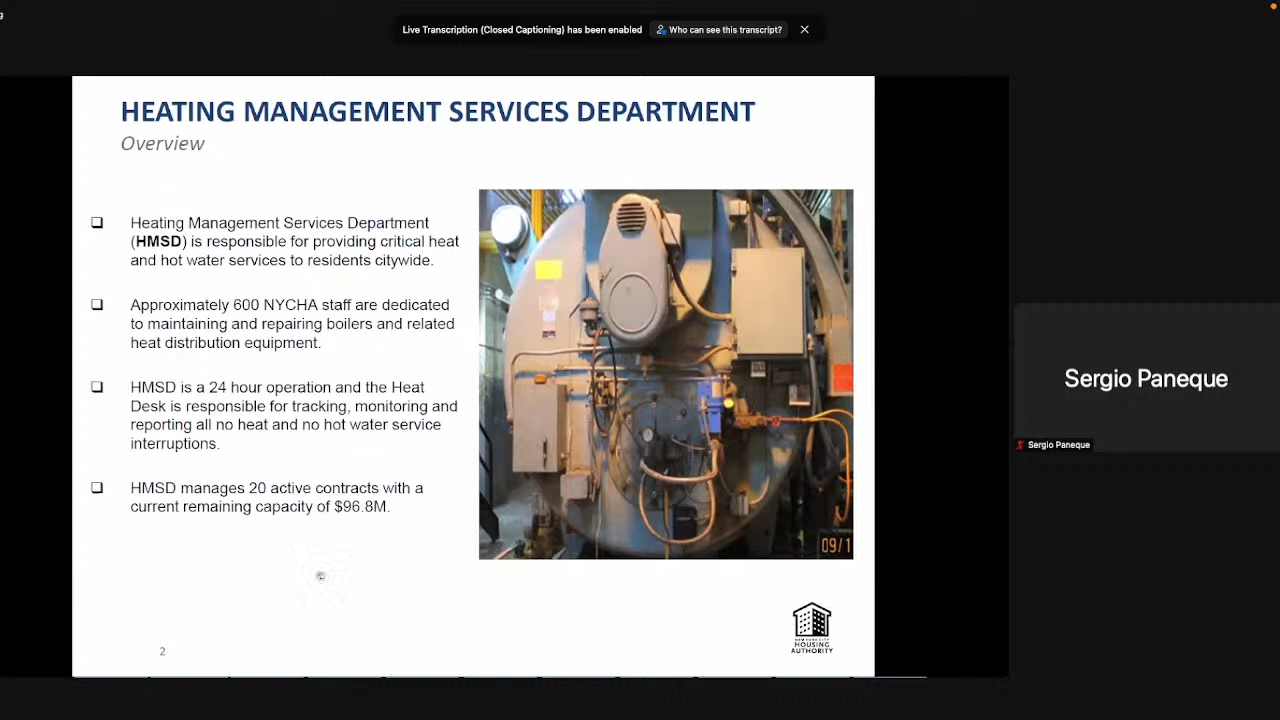 Live Transcription (Closed Captioning) has been enabled
Who can see this transcript?
HEATING MANAGEMENT SERVICES DEPARTMENT
Overview
Heating Management Services Department
(HMSD) is responsible for providing critical heat
and hot water services to residents citywide.
Approximately 600 NYCHA staff are dedicated
to maintaining and repairing boilers and related
heat distribution equipment.
HMSD is a 24 hour operation and the Heat
Desk is responsible for tracking, monitoring and
reporting all no heat and no hot water service
interruptions.
HMSD manages 20 active contracts with a
current remaining capacity of $96.8M.
09/1
NEW YORK CITY
HOUSING
AUTHORITY
2
Sergio Paneque
Sergio Paneque